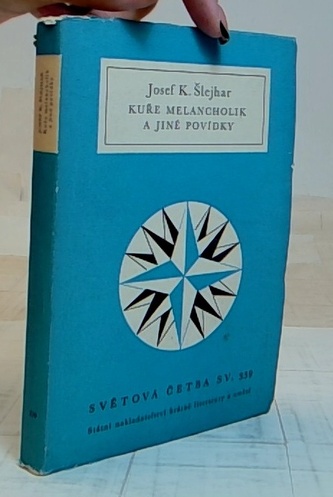 Josef K. Šlejhar
KUŘE MELANCHOLIK
A JINÉ POVÍDKY
SVĚTOVÁ ČETBA SV. 339
Státní nakladatelství krásné literatury a umění